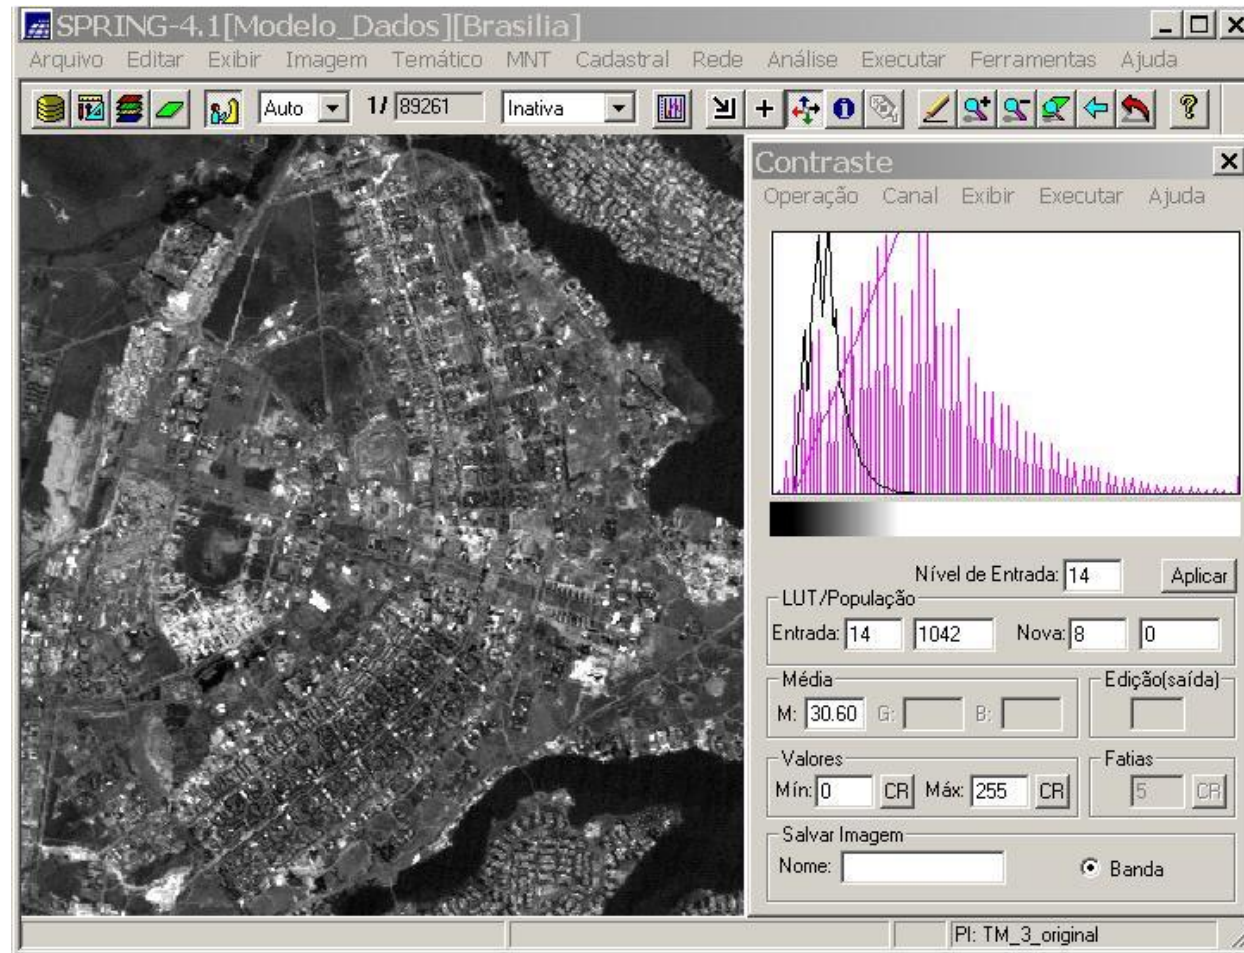 SPRING-4.1[Modelo_Dados][Brasilia]
Arquivo Editar Exibir Imagem Temático MNT Cadastral Rede Análise Executar Ferramentas Ajuda
Auto 1/ 89261 Inativa
Contraste
Operação Canal Exibir Executar Ajuda
Nível de Entrada: 14 Aplicar
LUT/População
Entrada: 14 1042 Nova: 8 0
Média Edição(saída)
M: 30.60 G: B:
Valores Fatias
Mín: 0 CR Máx: 255 CR 5 CR
Salvar Imagem
Nome: Banda
PI: TM_3_original